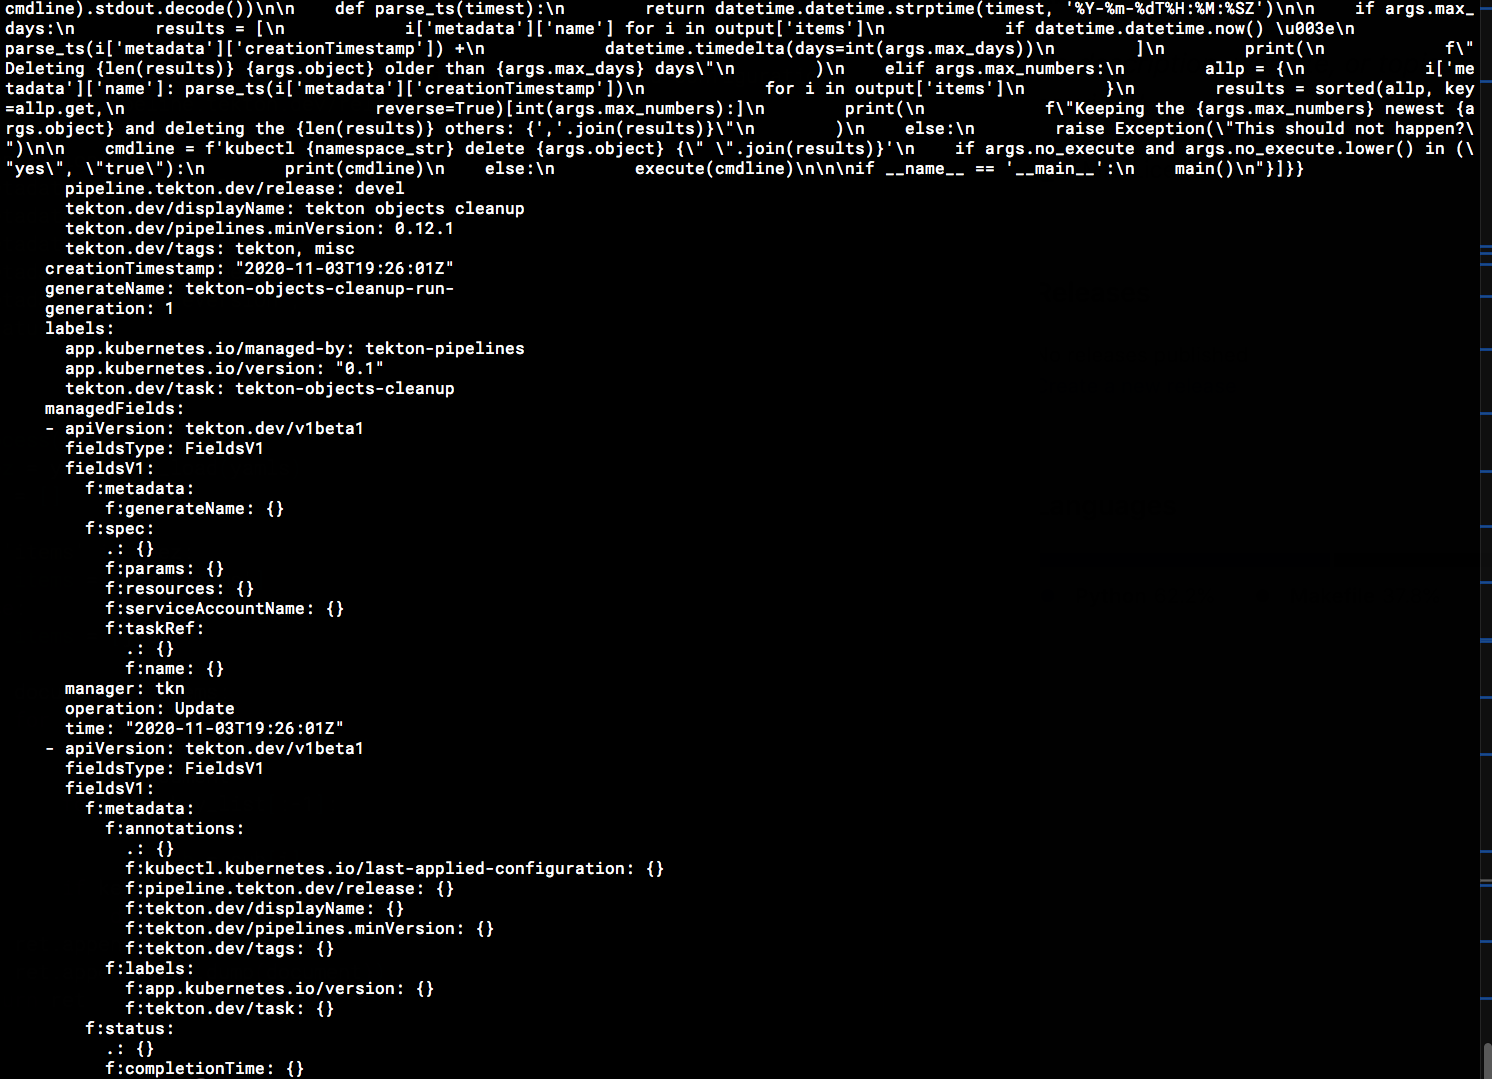 cmdline).stdout.decode())\n\n    def parse_ts(timest):\n        return datetime.datetime.strptime(timest, '%Y-%m-%dT%H:%M:%SZ')\n\n    if args.max_
days:\n        results = [\n            i['metadata']['name'] for i in output['items']\n            if datetime.datetime.now() \u003e\n
parse_ts(i['metadata']['creationTimestamp']) +\n            datetime.timedelta(days=int(args.max_days))\n        ]\n        print(\n            f\"
Deleting {len(results)} {args.object} older than {args.max_days} days\"\n        )\n    elif args.max_numbers:\n        allp = {\n            i['me
tadata']['name']: parse_ts(i['metadata']['creationTimestamp'])\n            for i in output['items']\n        }\n        results = sorted(allp, key
=allp.get,\n                         reverse=True)[int(args.max_numbers):]\n        print(\n            f\"Keeping the {args.max_numbers} newest {a
rgs.object} and deleting the {len(results)} others: {','.join(results)}\"\n        )\n    else:\n        raise Exception(\"This should not happen?\
")\n\n    cmdline = f'kubectl {namespace_str} delete {args.object} {\" \".join(results)}'\n    if args.no_execute and args.no_execute.lower() in (\
"yes\", \"true\"):\n        print(cmdline)\n    else:\n        execute(cmdline)\n\n\nif __name__ == '__main__':\n    main()\n"}]}}
      pipeline.tekton.dev/release: devel
      tekton.dev/displayName: tekton objects cleanup
      tekton.dev/pipelines.minVersion: 0.12.1
      tekton.dev/tags: tekton, misc
    creationTimestamp: "2020-11-03T19:26:01Z"
    generateName: tekton-objects-cleanup-run-
    generation: 1
    labels:
      app.kubernetes.io/managed-by: tekton-pipelines
      app.kubernetes.io/version: "0.1"
      tekton.dev/task: tekton-objects-cleanup
    managedFields:
    - apiVersion: tekton.dev/v1beta1
      fieldsType: FieldsV1
      fieldsV1:
        f:metadata:
          f:generateName: {}
        f:spec:
          .: {}
          f:params: {}
          f:resources: {}
          f:serviceAccountName: {}
          f:taskRef:
            .: {}
            f:name: {}
      manager: tkn
      operation: Update
      time: "2020-11-03T19:26:01Z"
    - apiVersion: tekton.dev/v1beta1
      fieldsType: FieldsV1
      fieldsV1:
        f:metadata:
          f:annotations:
            .: {}
            f:kubectl.kubernetes.io/last-applied-configuration: {}
            f:pipeline.tekton.dev/release: {}
            f:tekton.dev/displayName: {}
            f:tekton.dev/pipelines.minVersion: {}
            f:tekton.dev/tags: {}
          f:labels:
            f:app.kubernetes.io/version: {}
            f:tekton.dev/task: {}
        f:status:
          .: {}
          f:completionTime: {}